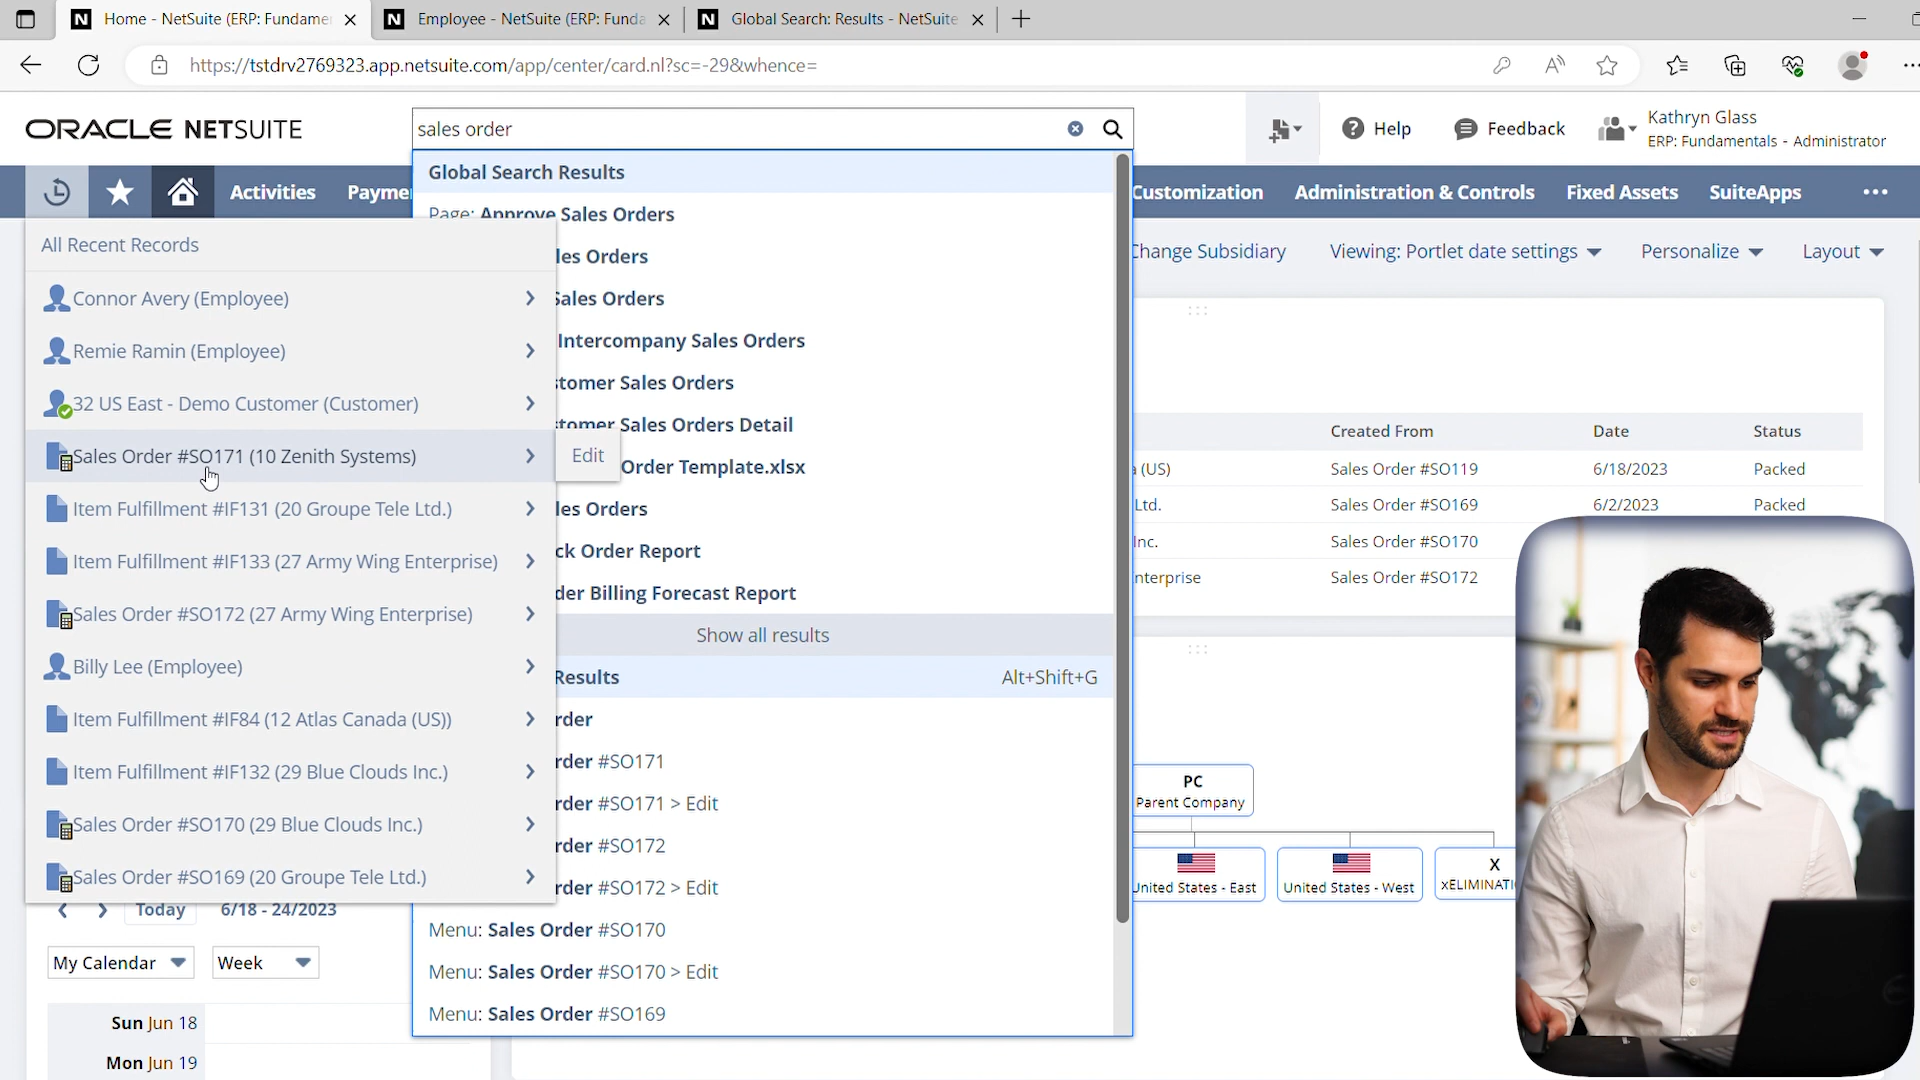 Home - NetSuite (ERP: Fundamer
Employee - NetSuite (ERP: Funda
Global Search: Results - NetSuite
https://tstdrv2769323.app.netsuite.com/app/center/card.nl?sc=-29&whence=
ORACLE NETSUITE
sales order
Help
Feedback
Kathryn Glass
ERP: Fundamentals - Administrator
Activities
Payme
Customization
Administration & Controls
Fixed Assets
SuiteApps
Global Search Results
Page: Approve Sales Orders
les Orders
Sales Orders
Intercompany Sales Orders
stomer Sales Orders
stomer Sales Orders Detail
Order Template.xlsx
les Orders
ck Order Report
der Billing Forecast Report
Show all results
Results Alt+Shift+G
rder
rder #SO171
rder #SO171 > Edit
rder #SO172
rder #SO172 > Edit
Menu: Sales Order #SO170
Menu: Sales Order #SO170 > Edit
Menu: Sales Order #SO169
All Recent Records
Connor Avery (Employee)
Remie Ramin (Employee)
32 US East - Demo Customer (Customer)
Sales Order #SO171 (10 Zenith Systems)
Edit
Item Fulfillment #IF131 (20 Groupe Tele Ltd.)
Item Fulfillment #IF133 (27 Army Wing Enterprise)
Sales Order #SO172 (27 Army Wing Enterprise)
Billy Lee (Employee)
Item Fulfillment #IF84 (12 Atlas Canada (US))
Item Fulfillment #IF132 (29 Blue Clouds Inc.)
Sales Order #SO170 (29 Blue Clouds Inc.)
Sales Order #SO169 (20 Groupe Tele Ltd.)
Today
6/18 - 24/2023
My Calendar
Week
Sun Jun 18
Mon Jun 19
Change Subsidiary
Viewing: Portlet date settings
Personalize
Layout
Created From Date Status
a (US) Sales Order #SO119 6/18/2023 Packed
Ltd. Sales Order #SO169 6/2/2023 Packed
Inc. Sales Order #SO170
nterprise Sales Order #SO172
PC
Parent Company
United States - East
United States - West
X
xELIMINATI